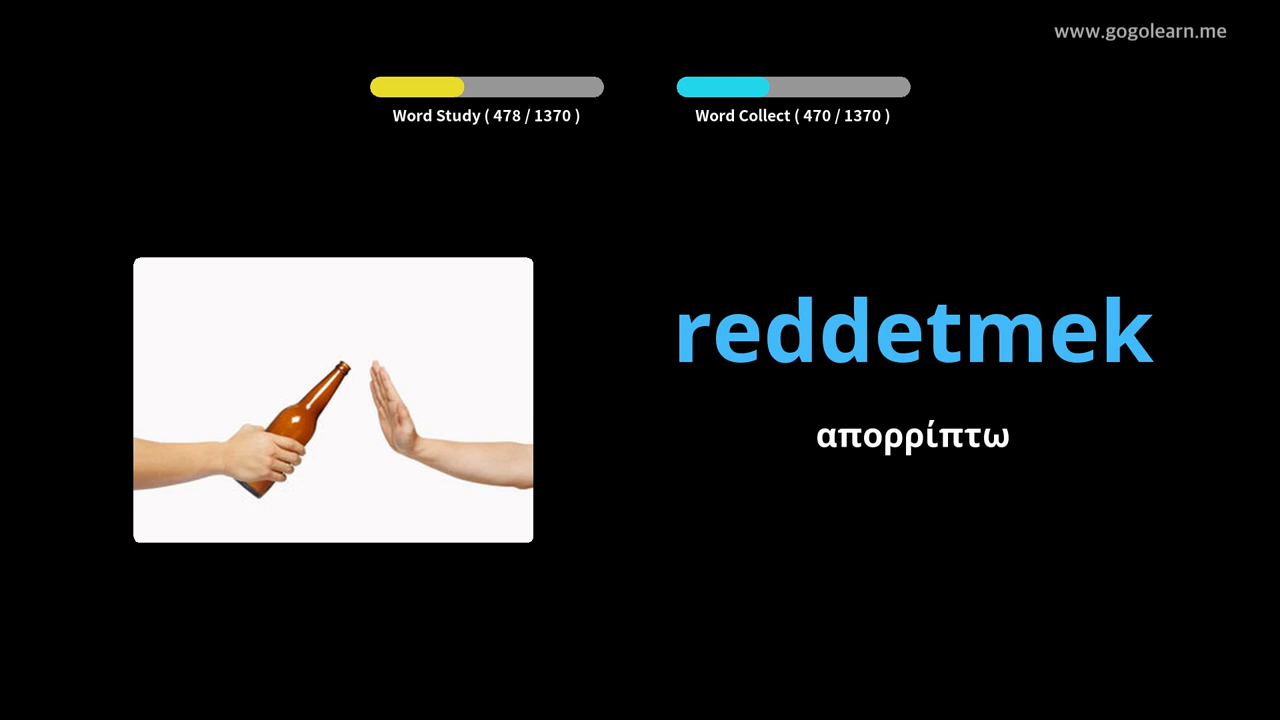 www.gogolearn.me
Word Study ( 478 / 1370 )
Word Collect ( 470 / 1370 )
reddetmek
απορρίπτω